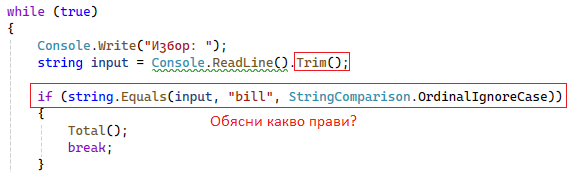 while (true)
{
Console.Write("Избор: ");
string input = Console.ReadLine().Trim();
if (string.Equals(input, "bill", StringComparison.OrdinalIgnoreCase))
Обясни какво прави?
{
Total();
break;
}